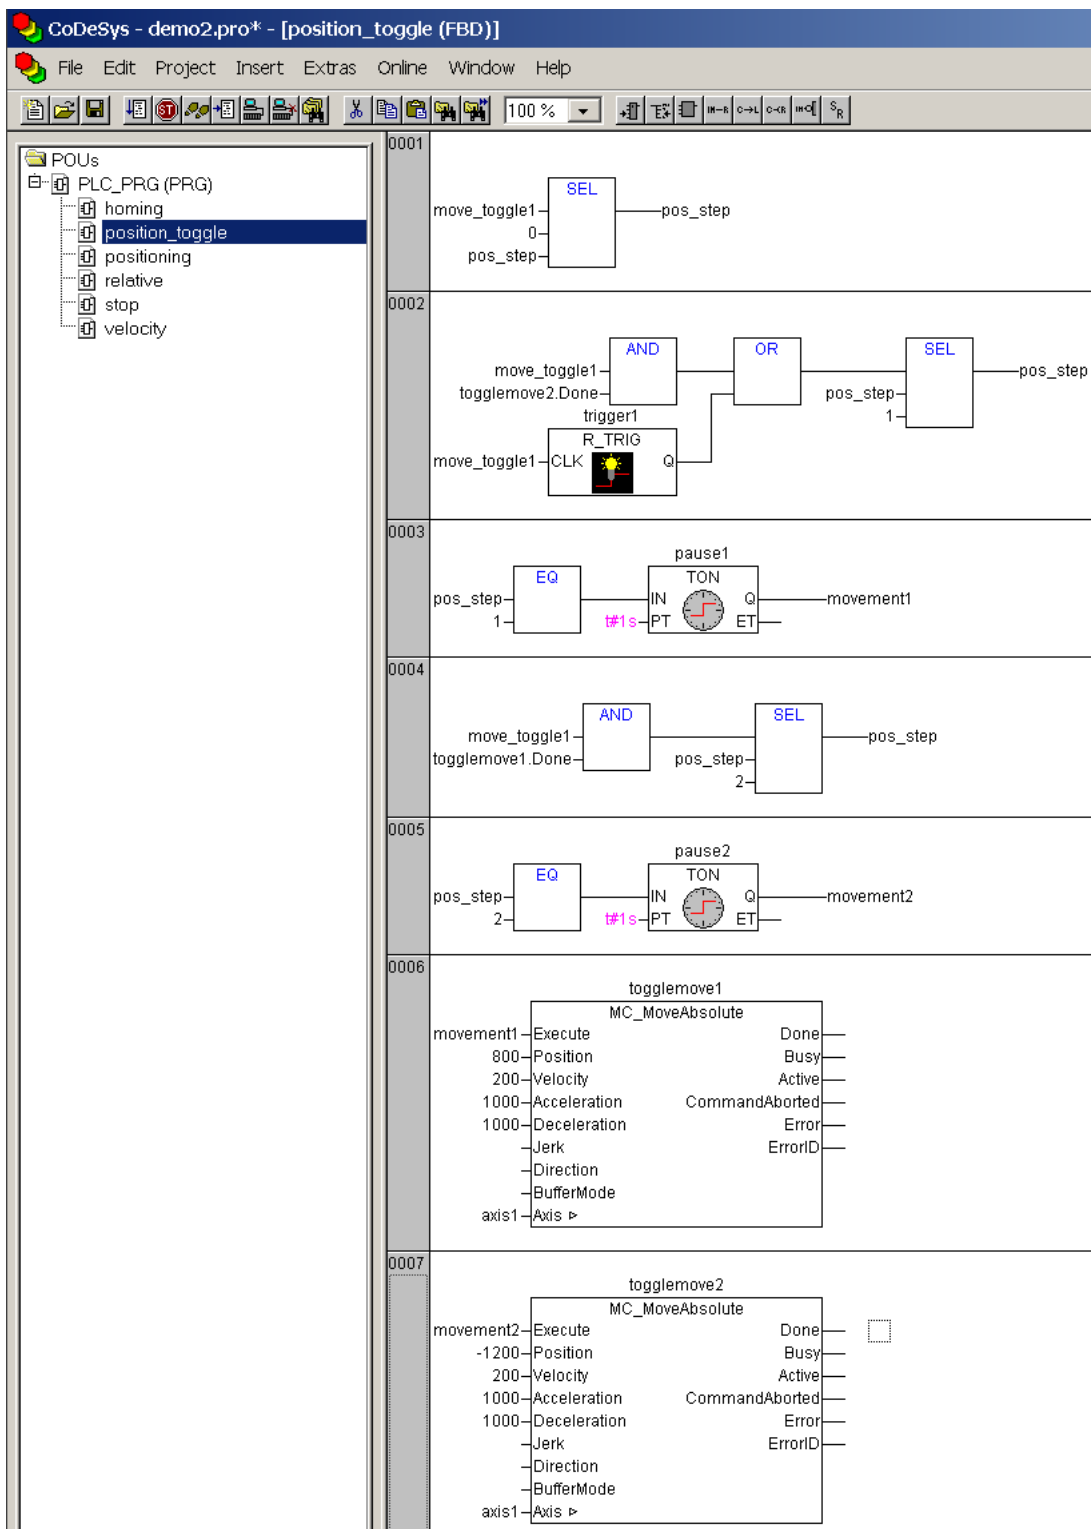 CoDeSys - demo2.pro* - [position_toggle (FBD)]
File Edit Project Insert Extras Online Window Help
100 %
POUs
PLC_PRG (PRG)
homing
position_toggle
positioning
relative
stop
velocity
0001
SEL
move_toggle1
0
pos_step
pos_step
0002
AND
OR
SEL
move_toggle1
togglemove2.Done
pos_step
1
pos_step
trigger1
R_TRIG
move_toggle1 CLK Q
0003
pause1
EQ
TON
pos_step
1
IN Q movement1
t#1s PT ET
0004
AND
SEL
move_toggle1
togglemove1.Done
pos_step
2
pos_step
0005
pause2
EQ
TON
pos_step
2
IN Q movement2
t#1s PT ET
0006
togglemove1
MC_MoveAbsolute
movement1 Execute Done
800 Position Busy
200 Velocity Active
1000 Acceleration CommandAborted
1000 Deceleration Error
Jerk ErrorID
Direction
BufferMode
axis1 Axis
0007
togglemove2
MC_MoveAbsolute
movement2 Execute Done
-1200 Position Busy
200 Velocity Active
1000 Acceleration CommandAborted
1000 Deceleration Error
Jerk ErrorID
Direction
BufferMode
axis1 Axis